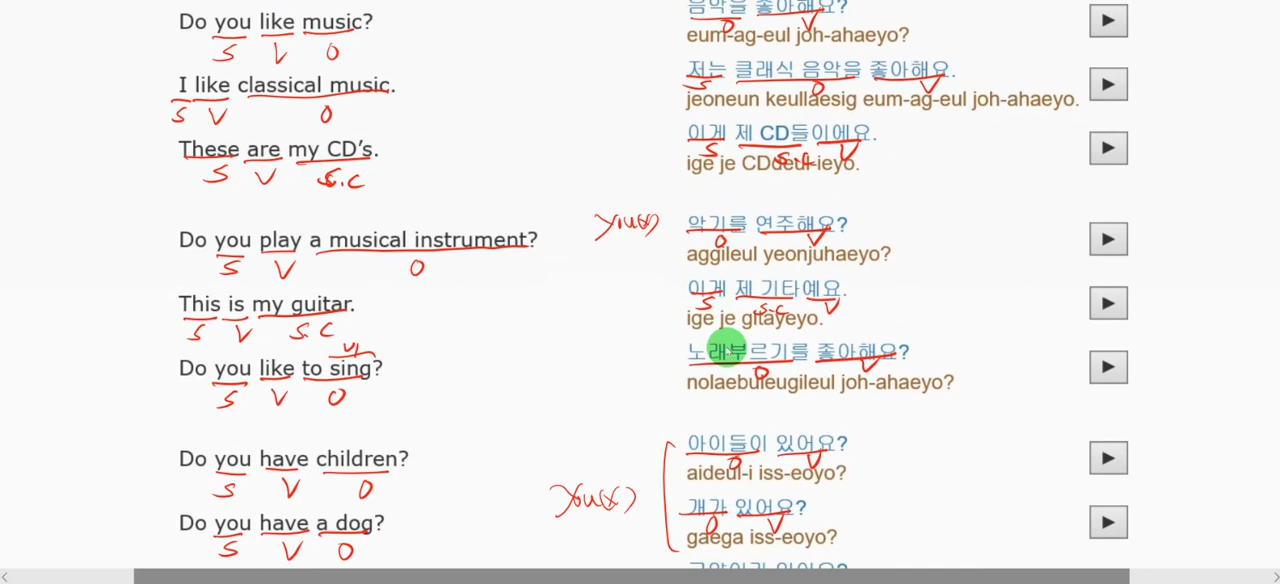 Do you like music?
S V O
음악을 좋아해요?
O V
eum-ag-eul joh-ahaeyo?
I like classical music.
S V O
저는 클래식 음악을 좋아해요.
S O V
jeoneun keullaesig eum-ag-eul joh-ahaeyo.
These are my CD's.
S V S.C
이게 제 CD들이에요.
S S.C V
ige je CDdeul-ieyo.
Do you play a musical instrument?
S V O
You(X)
악기를 연주해요?
O V
aggileul yeonjuhaeyo?
This is my guitar.
S V S.C
이게 제 기타예요.
S S.C V
ige je gitayeyo.
Do you like to sing?
S V O
노래부르기를 좋아해요?
O V
nolaebuleugileul joh-ahaeyo?
Do you have children?
S V O
아이들이 있어요?
O V
aideul-i iss-eoyo?
You(X)
Do you have a dog?
S V O
개가 있어요?
O V
gaega iss-eoyo?